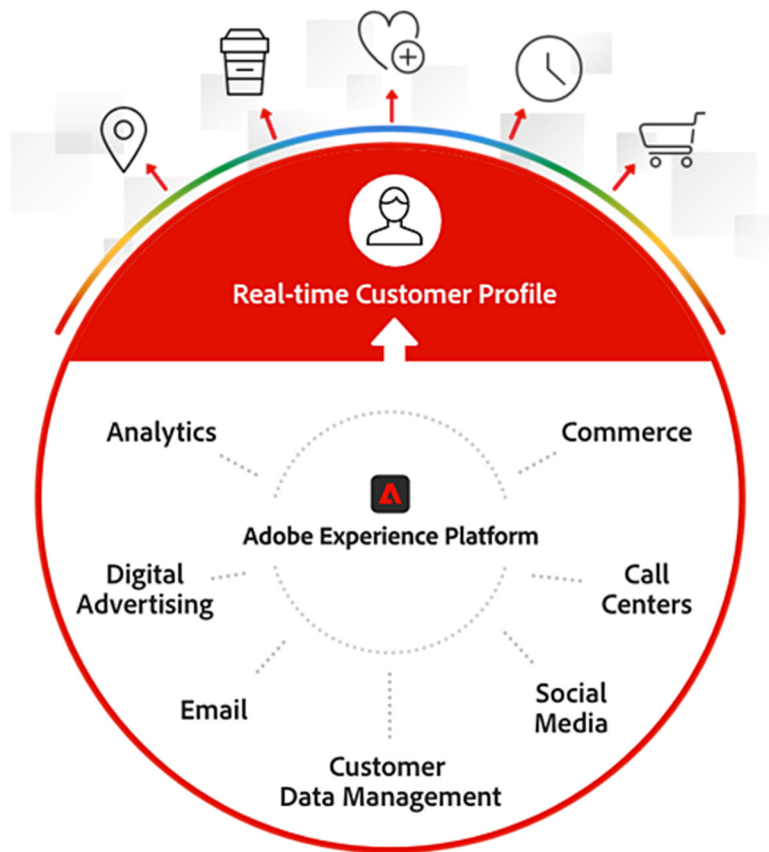 Real-time Customer Profile
Analytics
Commerce
Adobe Experience Platform
Digital
Advertising
Call
Centers
Email
Social
Media
Customer
Data Management